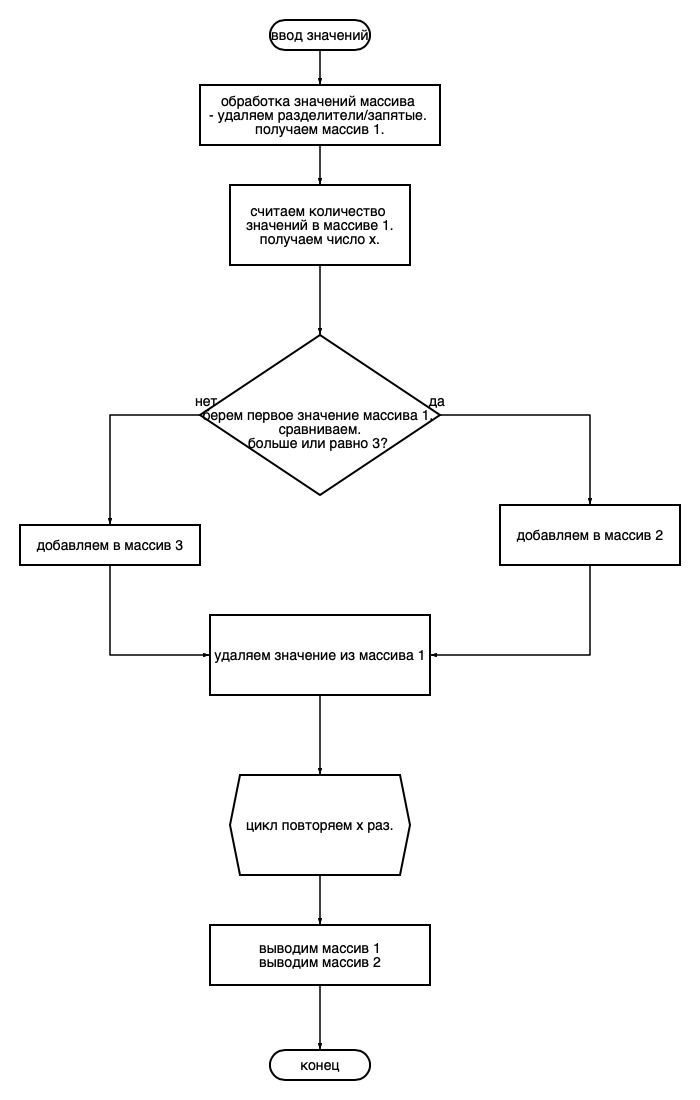 ввод значений
обработка значений массива
- удаляем разделители/запятые.
получаем массив 1.
считаем количество
значений в массиве 1.
получаем число x.
нет
да
берем первое значение массива 1.
сравниваем.
больше или равно 3?
добавляем в массив 3
добавляем в массив 2
удаляем значение из массива 1
цикл повторяем x раз.
выводим массив 1
выводим массив 2
конец